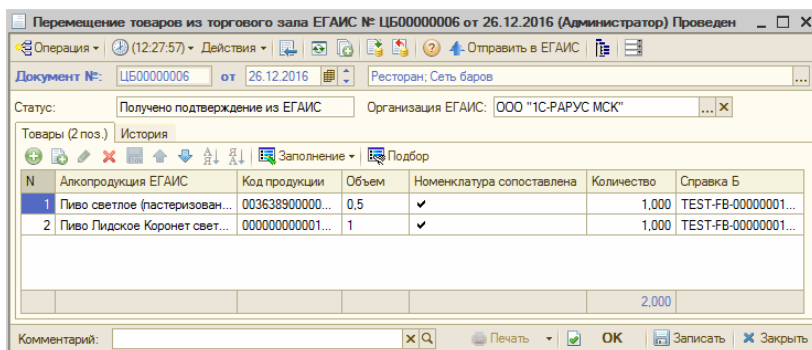 Перемещение товаров из торгового зала ЕГАИС № ЦБ00000006 от 26.12.2016 (Администратор) Проведен
Операция (12:27:57) Действия Отправить в ЕГАИС
Документ №: ЦБ00000006 от 26.12.2016 Ресторан; Сеть баров ...
Статус: Получено подтверждение из ЕГАИС Организация ЕГАИС: ООО "1С-РАРУС МСК" ...
Товары (2 поз.) История
Заполнение Подбор
N Алкопродукция ЕГАИС Код продукции Объем Номенклатура сопоставлена Количество Справка Б
1 Пиво светлое (пастеризован... 003638900000... 0,5 ✔ 1,000 TEST-FB-00000001...
2 Пиво Лидское Коронет свет... 000000000001... 1 ✔ 1,000 TEST-FB-00000001...
2,000
Комментарий: Печать OK Записать Закрыть